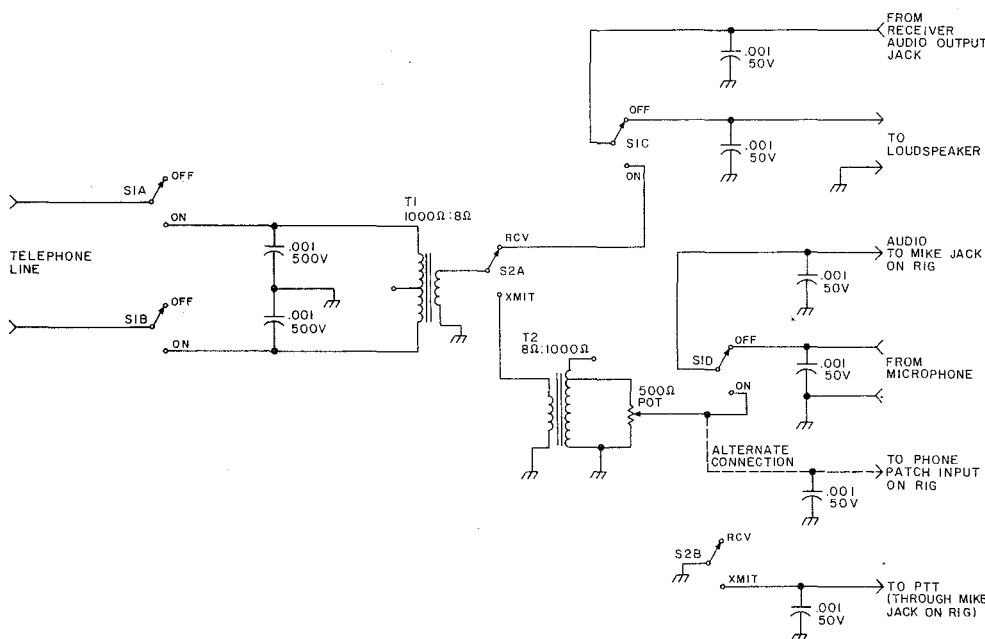 FROM
RECEIVER
AUDIO OUTPUT
JACK
.001
50V
OFF
S1C
ON
.001
50V
TO
LOUDSPEAKER
S1A
OFF
ON
TELEPHONE
LINE
.001
500V
.001
500V
S1B
OFF
ON
T1
1000Ω:8Ω
RCV
S2A
XMIT
T2
8Ω:1000Ω
500Ω
POT
AUDIO
TO MIKE JACK
ON RIG
.001
50V
S1D
OFF
ON
.001
50V
FROM
MICROPHONE
ALTERNATE
CONNECTION
TO PHONE
PATCH INPUT
ON RIG
.001
50V
S2B
RCV
XMIT
TO PTT
(THROUGH MIKE
JACK ON RIG)
.001
50V